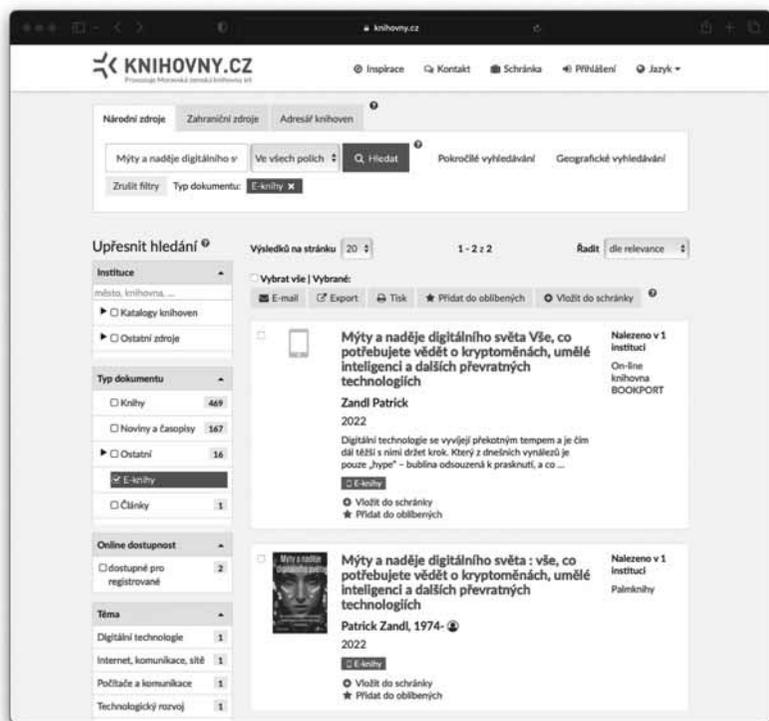 knihovny.cz
KNIHOVNY.CZ
Provozuje Moravská zemská knihovna
Inspirace Kontakt Schránka Přihlášení Jazyk
Národní zdroje Zahraniční zdroje Adresář knihoven
Mýty a naděje digitálního s Ve všech polích Hledat Pokročilé vyhledávání Geografické vyhledávání
Zrušit filtry Typ dokumentu: E-knihy ×
Upřesnit hledání Výsledků na stránku 20 1 - 2 z 2 Řadit dle relevance
Instituce
město, knihovna, ...
Katalogy knihoven
Ostatní zdroje
Typ dokumentu
Knihy 469
Noviny a časopisy 167
Ostatní 16
E-knihy
Články 1
Online dostupnost
dostupné pro registrované 2
Téma
Digitální technologie 1
Internet, komunikace, sítě 1
Počítače a komunikace 1
Technologický rozvoj 1
Vybrat vše | Vybrané:
E-mail Export Tisk Přidat do oblíbených Vložit do schránky
Mýty a naděje digitálního světa Vše, co
potřebujete vědět o kryptoměnách, umělé
inteligenci a dalších převratných
technologiích
Zandl Patrick
2022
Digitální technologie se vyvíjejí překotným tempem a je čím
dál těžší s nimi držet krok. Který z dnešních vynálezů je
pouze „hype" – bublina odsouzená k prasknutí, a co ...
E-knihy
Vložit do schránky
Přidat do oblíbených
Nalezeno v 1
instituci
On-line
knihovna
BOOKPORT
Mýty a naděje
digitálního světa
Mýty a naděje digitálního světa : vše, co
potřebujete vědět o kryptoměnách, umělé
inteligenci a dalších převratných
technologiích
Patrick Zandl, 1974-
2022
E-knihy
Vložit do schránky
Přidat do oblíbených
Nalezeno v 1
instituci
Palmknihy